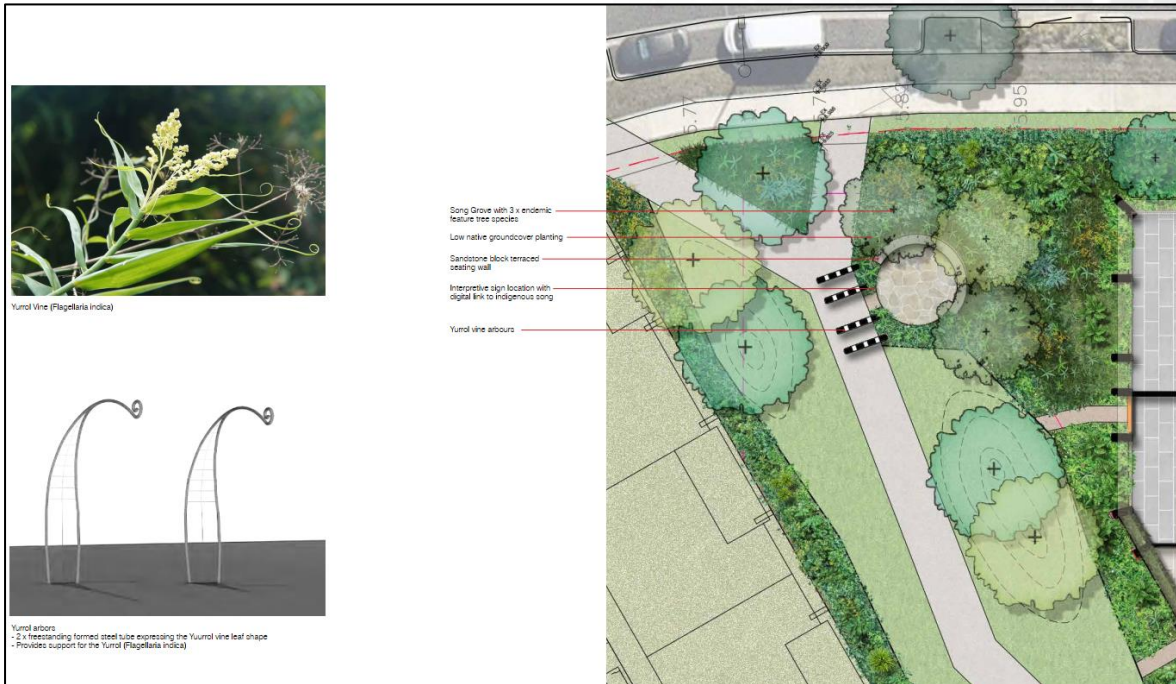 Yurrol Vine (Flagellaria indica)
Song Grove with 3 x endemic
feature tree species
Low native groundcover planting
Sandstone block terraced
seating wall
Interpretive sign location with
digital link to indigenous song
Yurrol vine arbours
Yurrol arbors
- 2 x freestanding formed steel tube expressing the Yuurrol vine leaf shape
- Provides support for the Yurrol (Flagellaria indica)
5.77
5.95